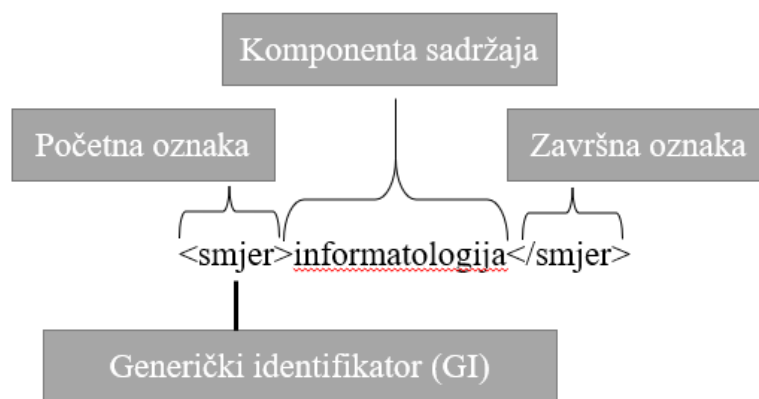 Komponenta sadržaja
Početna oznaka
Završna oznaka
<smjer>informatologija</smjer>
Generički identifikator (GI)